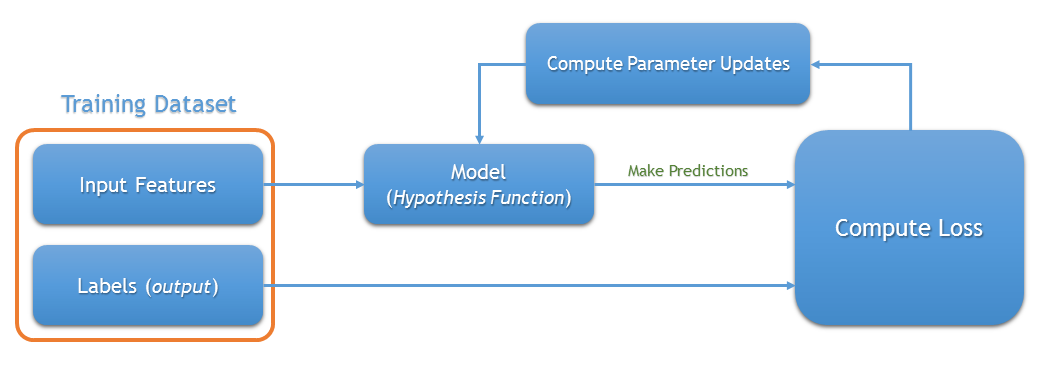 Compute Parameter Updates
Training Dataset
Input Features
Model
(Hypothesis Function)
Make Predictions
Compute Loss
Labels (output)